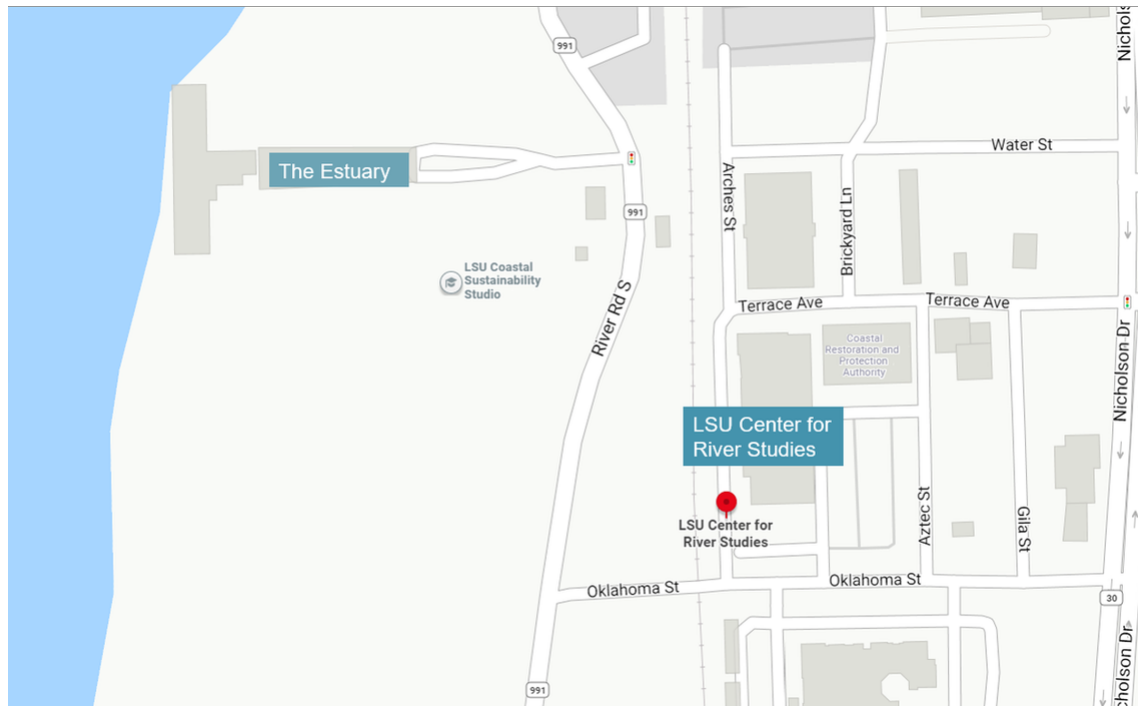 991
Nichols
Water St
The Estuary
Arches St
Brickyard Ln
991
LSU Coastal
Sustainability
Studio
River Rd S
Terrace Ave
Terrace Ave
Coastal
Restoration and
Protection
Authority
Nicholson Dr
LSU Center for
River Studies
Aztec St
Gila St
LSU Center for
River Studies
Oklahoma St
Oklahoma St
30
cholson Dr
991